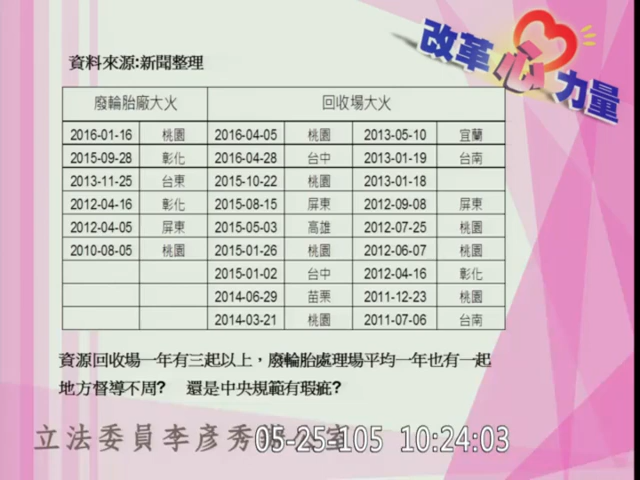 改革心力量
資料來源:新聞整理
廢輪胎廠大火 回收場大火
2016-01-16 桃園 2016-04-05 桃園 2013-05-10 宜蘭
2015-09-28 彰化 2016-04-28 台中 2013-01-19 台南
2013-11-25 台東 2015-10-22 桃園 2013-01-18
2012-04-16 彰化 2015-08-15 屏東 2012-09-08 屏東
2012-04-05 屏東 2015-05-03 高雄 2012-07-25 桃園
2010-08-05 桃園 2015-01-26 桃園 2012-06-07 桃園
2015-01-02 台中 2012-04-16 彰化
2014-06-29 苗栗 2011-12-23 桃園
2014-03-21 桃園 2011-07-06 台南
資源回收場一年有三起以上，廢輪胎處理場平均一年也有一起
地方督導不周? 還是中央規範有瑕疵?
立法委員李彥秀 公室
05-25-105 10:24:03